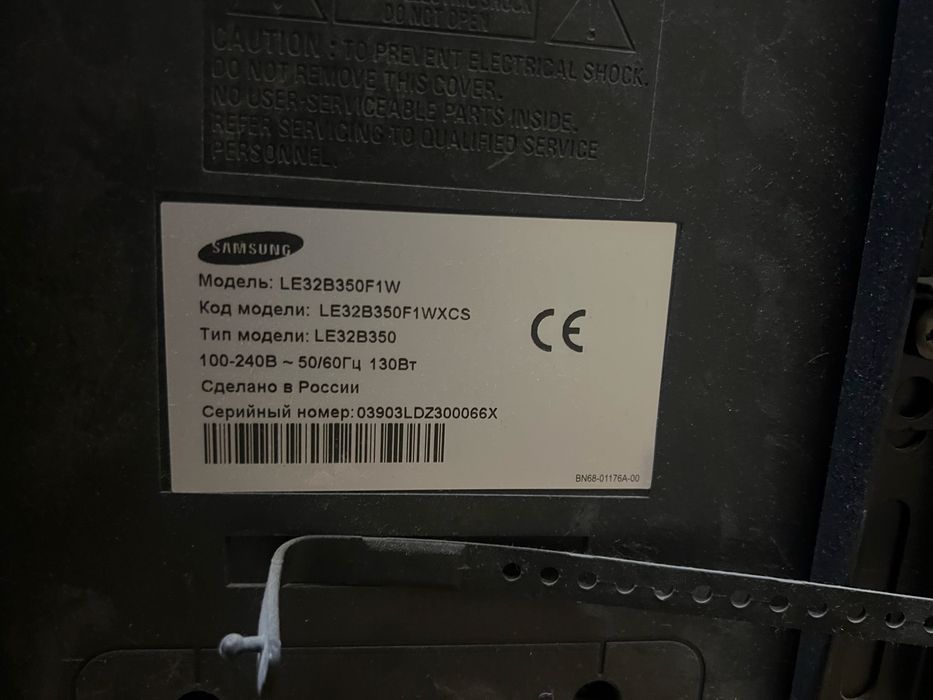 DO NOT OPEN
CAUTION : TO PREVENT ELECTRICAL SHOCK.
DO NOT REMOVE THIS COVER.
NO USER-SERVICEABLE PARTS INSIDE.
REFER SERVICING TO QUALIFIED SERVICE
PERSONNEL.
SAMSUNG
Модель: LE32B350F1W
Код модели: LE32B350F1WXCS
Тип модели: LE32B350
100-240В ~ 50/60Гц 130Вт
Сделано в России
Серийный номер: 03903LDZ300066X
CE
BN68-01176A-00